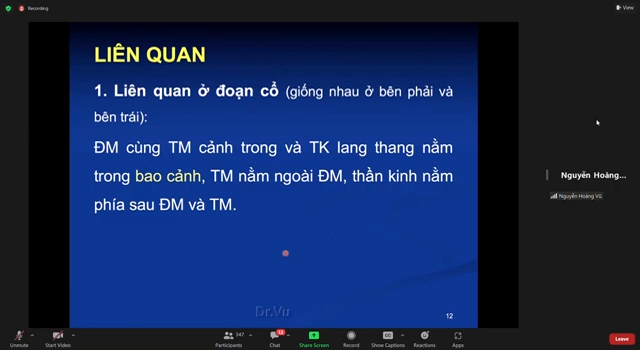 Recording
View
LIÊN QUAN
1. Liên quan ở đoạn cổ (giống nhau ở bên phải và
bên trái):
ĐM cùng TM cảnh trong và TK lang thang nằm
trong bao cảnh, TM nằm ngoài ĐM, thần kinh nằm
phía sau ĐM và TM.
Nguyễn Hoàng...
Nguyễn Hoàng Vũ
Dr.Vu
12
Unmute
Start Video
Participants
347
Chat
Share Screen
Record
Show Captions
Reactions
Apps
Leave